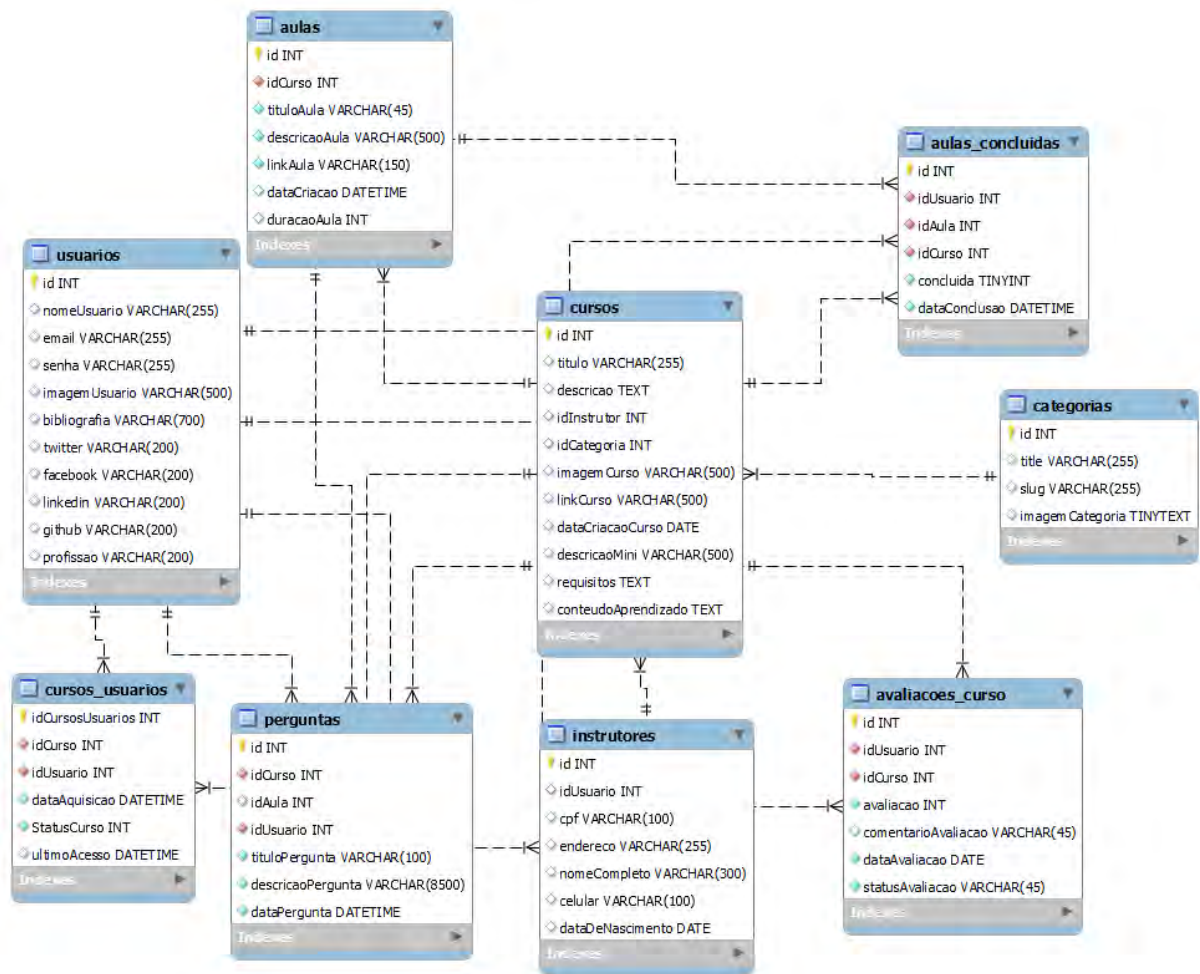 aulas
id INT
idCurso INT
tituloAula VARCHAR(45)
descricaoAula VARCHAR(500)
linkAula VARCHAR(150)
dataCriacao DATETIME
duracaoAula INT
Indexes
aulas_concluidas
id INT
idUsuario INT
idAula INT
idCurso INT
concluida TINYINT
dataConclusao DATETIME
Indexes
usuarios
id INT
nomeUsuario VARCHAR(255)
email VARCHAR(255)
senha VARCHAR(255)
imagemUsuario VARCHAR(500)
bibliografia VARCHAR(700)
twitter VARCHAR(200)
facebook VARCHAR(200)
linkedin VARCHAR(200)
github VARCHAR(200)
profissao VARCHAR(200)
Indexes
cursos
id INT
titulo VARCHAR(255)
descricao TEXT
idInstrutor INT
idCategoria INT
imagemCurso VARCHAR(500)
linkCurso VARCHAR(500)
dataCriacaoCurso DATE
descricaoMini VARCHAR(500)
requisitos TEXT
conteudoAprendizado TEXT
Indexes
categorias
id INT
title VARCHAR(255)
slug VARCHAR(255)
imagemCategoria TINYTEXT
Indexes
cursos_usuarios
idCursosUsuarios INT
idCurso INT
idUsuario INT
dataAquisicao DATETIME
StatusCurso INT
ultimoAcesso DATETIME
Indexes
perguntas
id INT
idCurso INT
idAula INT
idUsuario INT
tituloPergunta VARCHAR(100)
descricaoPergunta VARCHAR(8500)
dataPergunta DATETIME
Indexes
instrutores
id INT
idUsuario INT
cpf VARCHAR(100)
endereco VARCHAR(255)
nomeCompleto VARCHAR(300)
celular VARCHAR(100)
dataDeNascimento DATE
Indexes
avaliacoes_curso
id INT
idUsuario INT
idCurso INT
avaliacao INT
comentarioAvaliacao VARCHAR(45)
dataAvaliacao DATE
statusAvaliacao VARCHAR(45)
Indexes